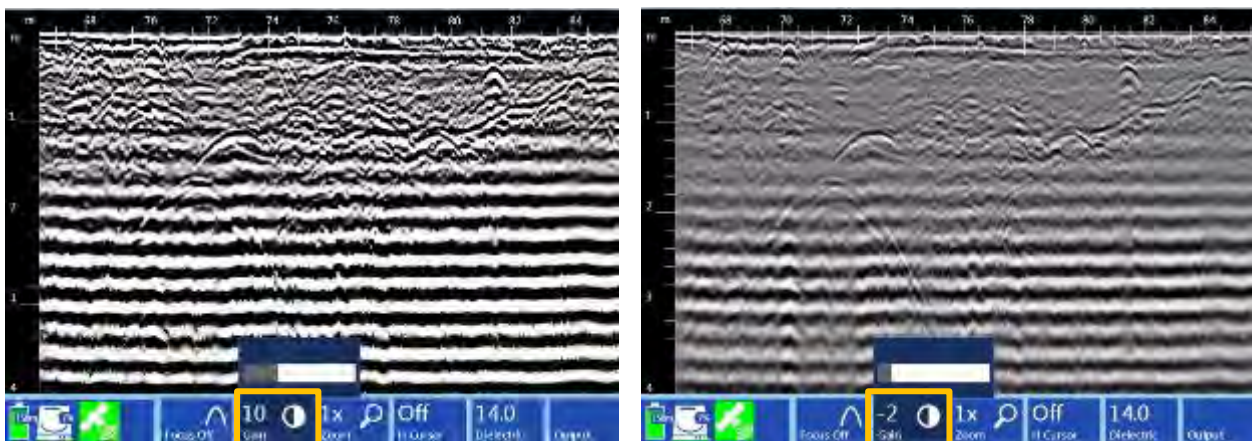 m 68 70 72 74 76 78 80 82 84
m
1
2
3
4
10
Gain
Focus Off
1x
Zoom
Off
H Cursor
14.0
Dielectric
Output
m 68 70 72 74 76 78 80 82 84
m
1
2
3
4
-2
Gain
Focus Off
1x
Zoom
Off
H Cursor
14.0
Dielectric
Output